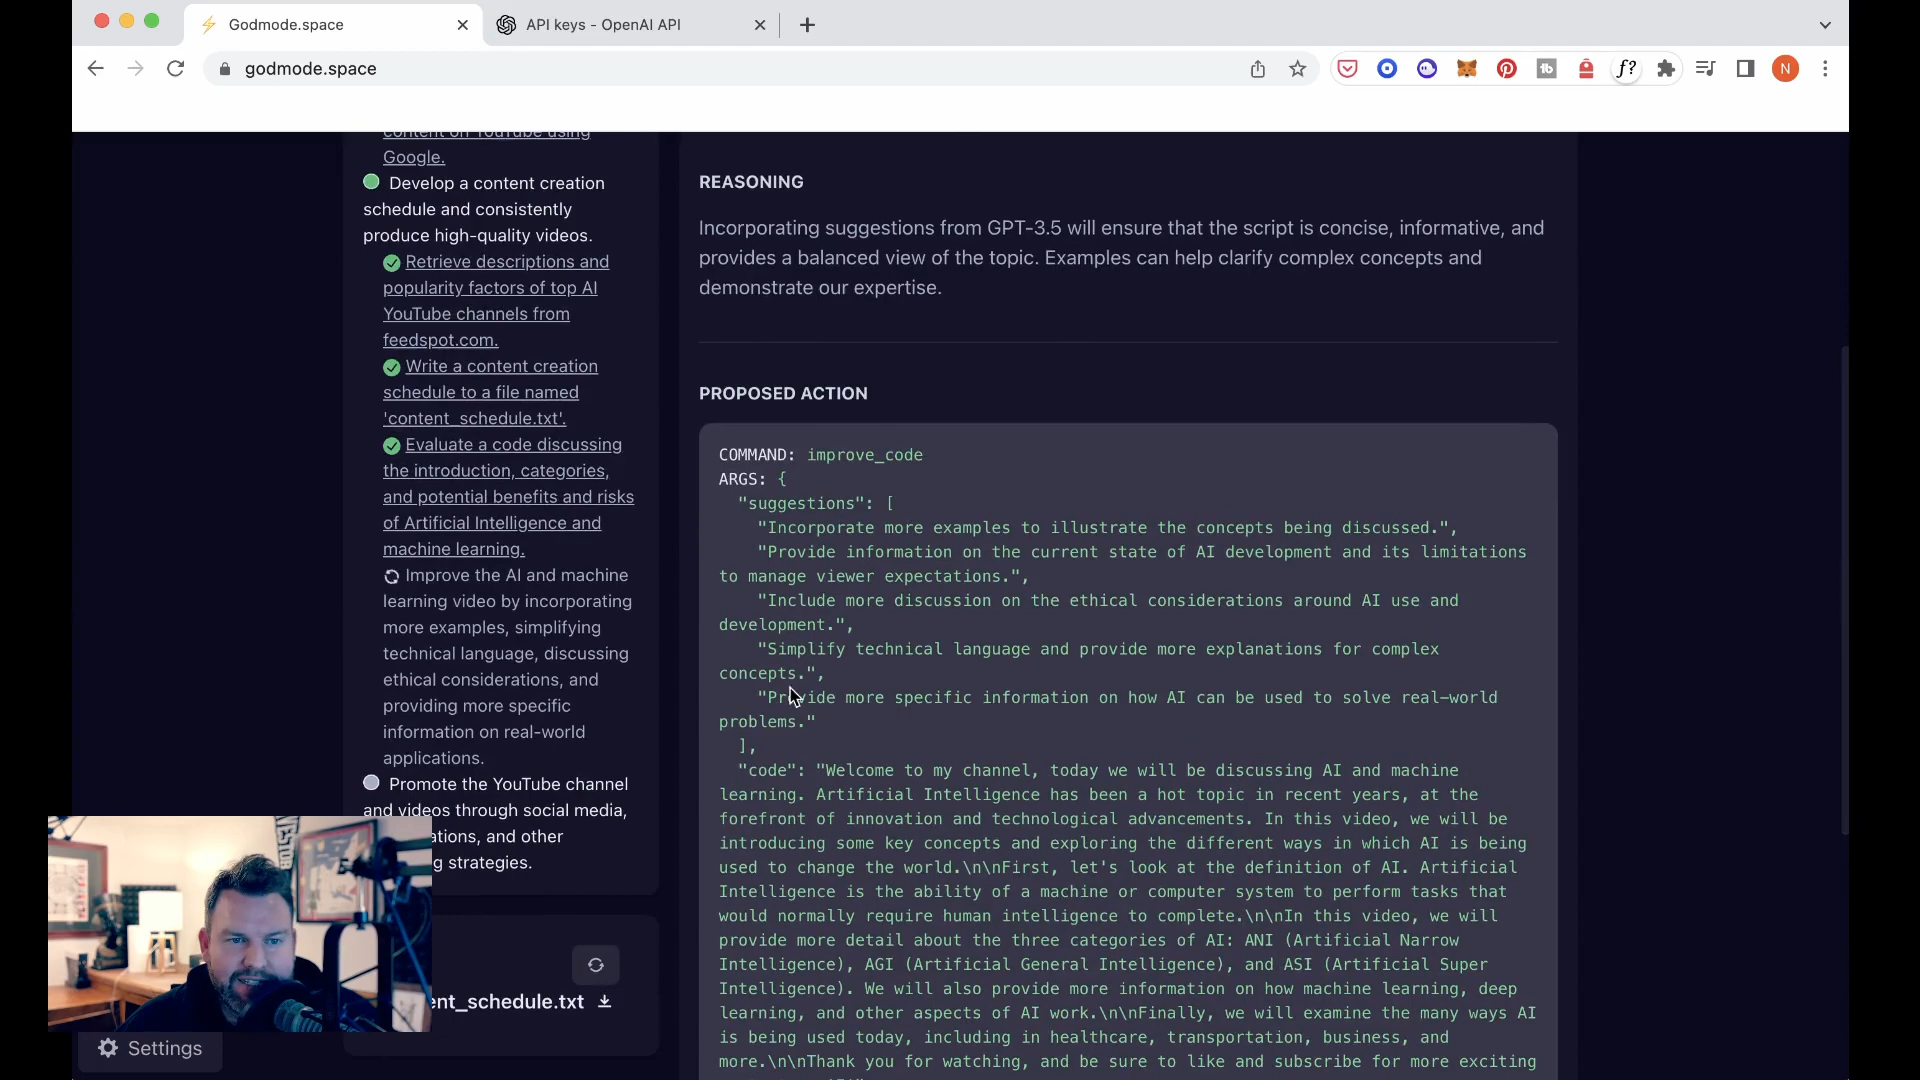 Godmode.space
API keys - OpenAI API
godmode.space
f?
N
content on YouTube using
Google.
Develop a content creation
schedule and consistently
produce high-quality videos.
Retrieve descriptions and
popularity factors of top AI
YouTube channels from
feedspot.com.
Write a content creation
schedule to a file named
'content_schedule.txt'.
Evaluate a code discussing
the introduction, categories,
and potential benefits and risks
of Artificial Intelligence and
machine learning.
Improve the AI and machine
learning video by incorporating
more examples, simplifying
technical language, discussing
ethical considerations, and
providing more specific
information on real-world
applications.
Promote the YouTube channel
and videos through social media,
ations, and other
g strategies.
ent_schedule.txt
Settings
REASONING
Incorporating suggestions from GPT-3.5 will ensure that the script is concise, informative, and
provides a balanced view of the topic. Examples can help clarify complex concepts and
demonstrate our expertise.
PROPOSED ACTION
COMMAND: improve_code
ARGS: {
"suggestions": [
"Incorporate more examples to illustrate the concepts being discussed.",
"Provide information on the current state of AI development and its limitations
to manage viewer expectations.",
"Include more discussion on the ethical considerations around AI use and
development.",
"Simplify technical language and provide more explanations for complex
concepts.",
"Provide more specific information on how AI can be used to solve real-world
problems."
],
"code": "Welcome to my channel, today we will be discussing AI and machine
learning. Artificial Intelligence has been a hot topic in recent years, at the
forefront of innovation and technological advancements. In this video, we will be
introducing some key concepts and exploring the different ways in which AI is being
used to change the world.\n\nFirst, let's look at the definition of AI. Artificial
Intelligence is the ability of a machine or computer system to perform tasks that
would normally require human intelligence to complete.\n\nIn this video, we will
provide more detail about the three categories of AI: ANI (Artificial Narrow
Intelligence), AGI (Artificial General Intelligence), and ASI (Artificial Super
Intelligence). We will also provide more information on how machine learning, deep
learning, and other aspects of AI work.\n\nFinally, we will examine the many ways AI
is being used today, including in healthcare, transportation, business, and
more.\n\nThank you for watching, and be sure to like and subscribe for more exciting